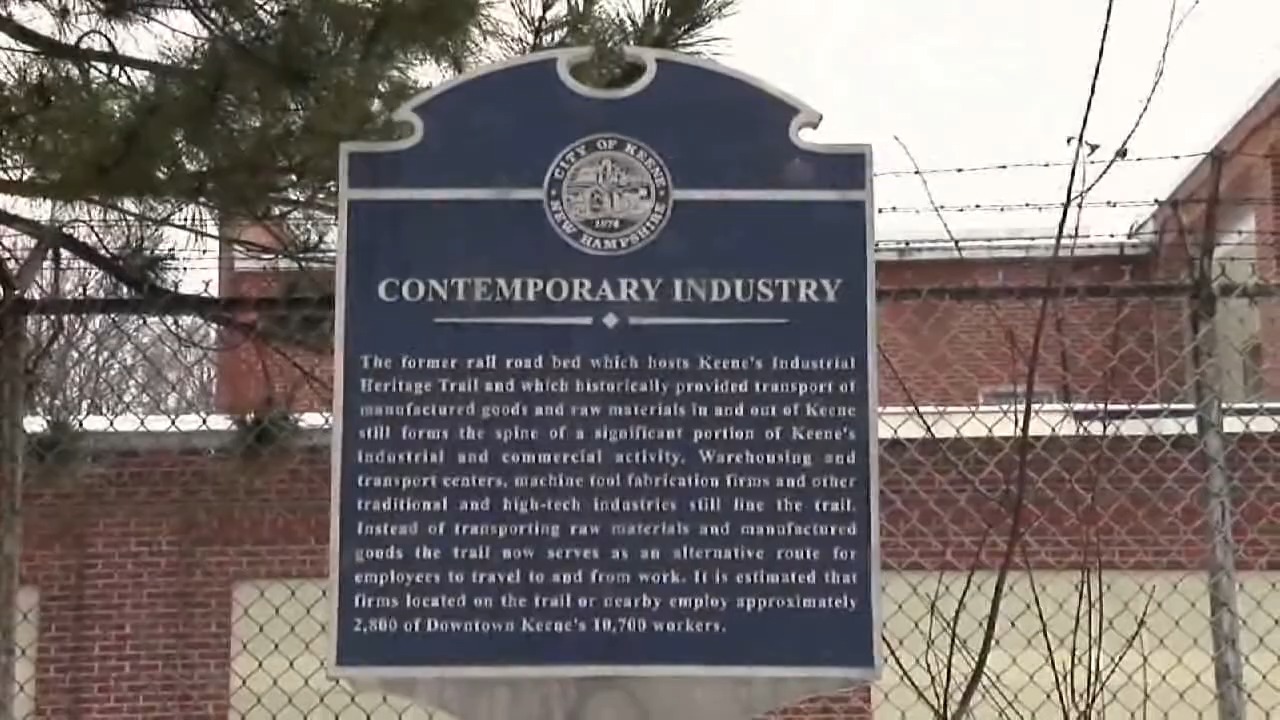 CITY OF KEENE
1874
NEW HAMPSHIRE
CONTEMPORARY INDUSTRY
The former rail road bed which hosts Keene's Industrial
Heritage Trail and which historically provided transport of
manufactured goods and raw materials in and out of Keene
still forms the spine of a significant portion of Keene's
industrial and commercial activity. Warehousing and
transport centers, machine tool fabrication firms and other
traditional and high-tech industries still line the trail.
Instead of transporting raw materials and manufactured
goods the trail now serves as an alternative route for
employees to travel to and from work. It is estimated that
firms located on the trail or nearby employ approximately
2,800 of Downtown Keene's 10,700 workers.